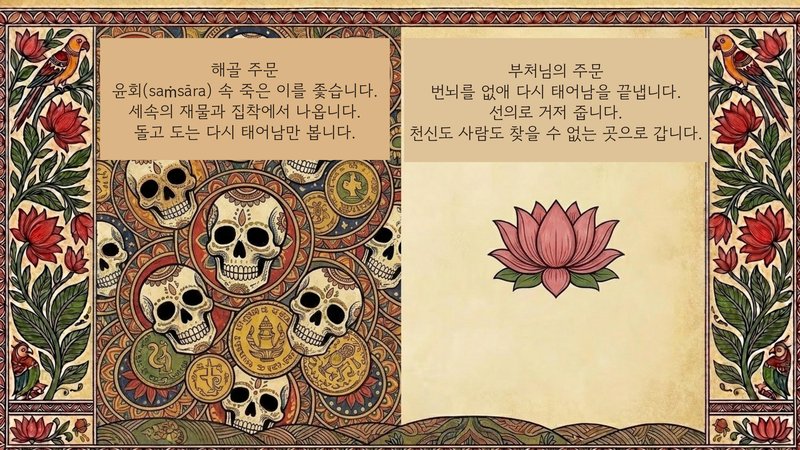 해골 주문
윤회(saṁsāra) 속 죽은 이를 좇습니다.
세속의 재물과 집착에서 나옵니다.
돌고 도는 다시 태어남만 봅니다.
부처님의 주문
번뇌를 없애 다시 태어남을 끝냅니다.
선의로 거저 줍니다.
천신도 사람도 찾을 수 없는 곳으로 갑니다.